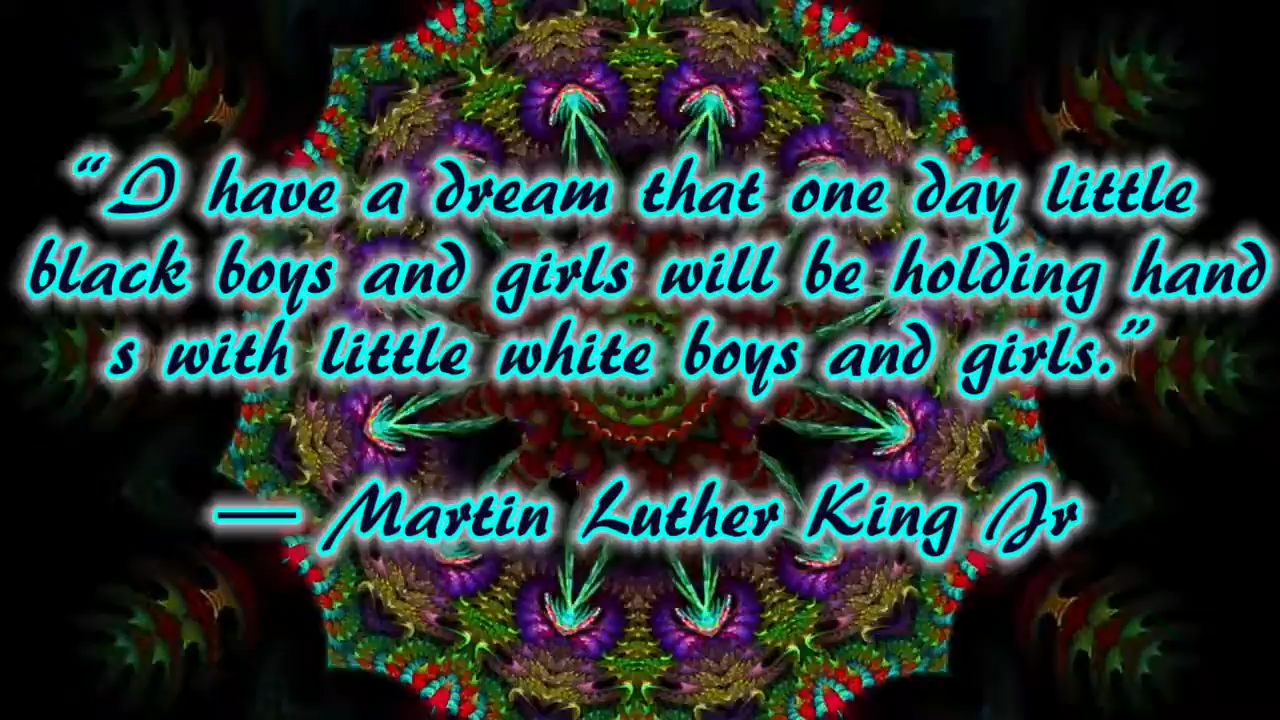 “I have a dream that one day little
black boys and girls will be holding hand
s with little white boys and girls.”
— Martin Luther King Jr